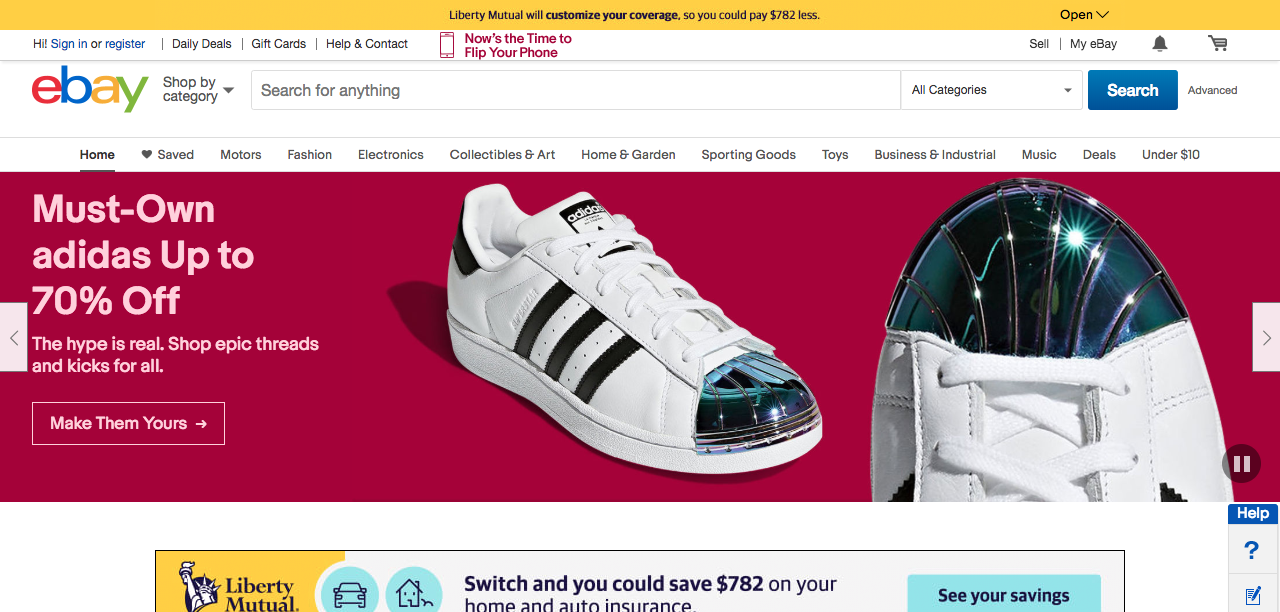 Liberty Mutual will customize your coverage, so you could pay $782 less.
Open
Hi! Sign in or register
Daily Deals
Gift Cards
Help & Contact
Now's the Time to
Flip Your Phone
Sell
My eBay
ebay
Shop by
category
Search for anything
All Categories
Search
Advanced
Home
Saved
Motors
Fashion
Electronics
Collectibles & Art
Home & Garden
Sporting Goods
Toys
Business & Industrial
Music
Deals
Under $10
Must-Own
adidas Up to
70% Off
The hype is real. Shop epic threads
and kicks for all.
Make Them Yours →
adidas
Help
?
Liberty
Mutual.
Switch and you could save $782 on your
home and auto insurance.
See your savings